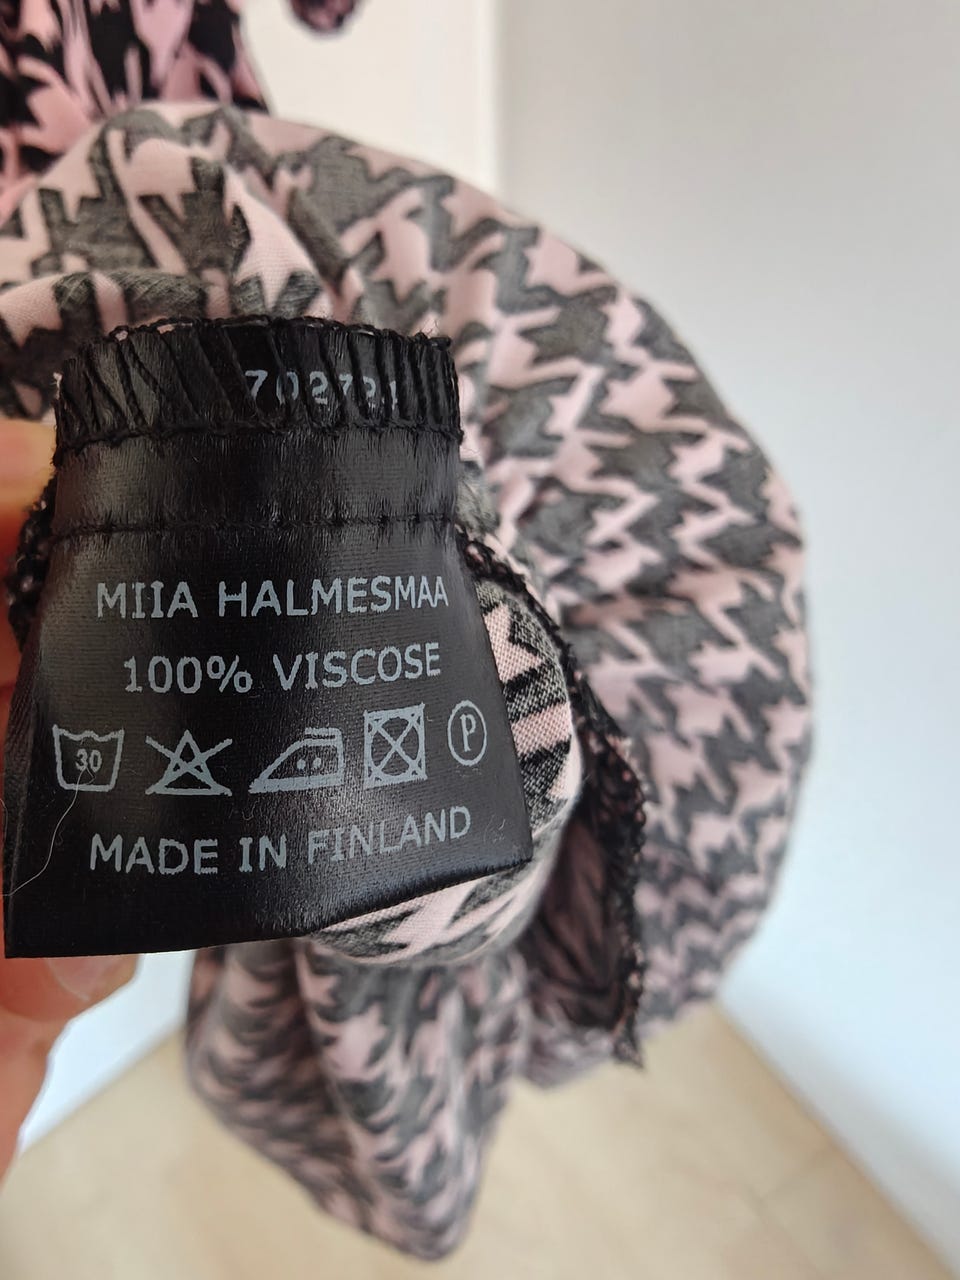 MIIA HALMESMAA
100% VISCOSE
30 P
MADE IN FINLAND